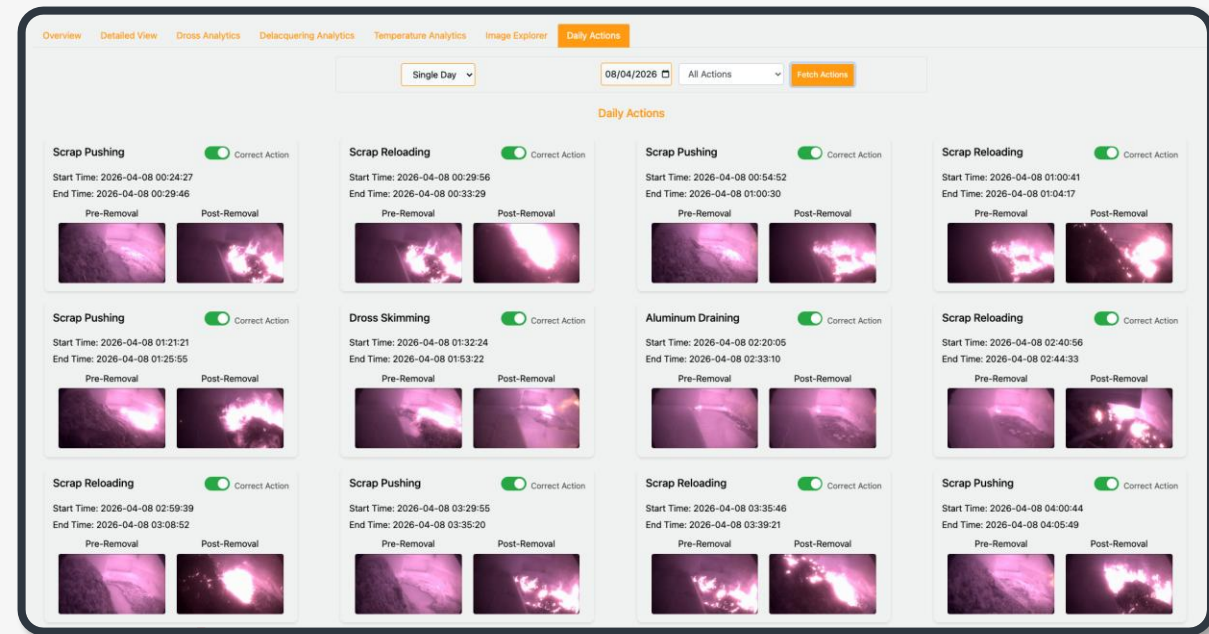 Overview Detailed View Dross Analytics Delacquering Analytics Temperature Analytics Image Explorer Daily Actions
Single Day 08/04/2026 All Actions Fetch Actions
Daily Actions
Scrap Pushing Correct Action
Start Time: 2026-04-08 00:24:27
End Time: 2026-04-08 00:29:46
Pre-Removal Post-Removal
Scrap Reloading Correct Action
Start Time: 2026-04-08 00:29:56
End Time: 2026-04-08 00:33:29
Pre-Removal Post-Removal
Scrap Pushing Correct Action
Start Time: 2026-04-08 00:54:52
End Time: 2026-04-08 01:00:30
Pre-Removal Post-Removal
Scrap Reloading Correct Action
Start Time: 2026-04-08 01:00:41
End Time: 2026-04-08 01:04:17
Pre-Removal Post-Removal
Scrap Pushing Correct Action
Start Time: 2026-04-08 01:21:21
End Time: 2026-04-08 01:25:55
Pre-Removal Post-Removal
Dross Skimming Correct Action
Start Time: 2026-04-08 01:32:24
End Time: 2026-04-08 01:53:22
Pre-Removal Post-Removal
Aluminum Draining Correct Action
Start Time: 2026-04-08 02:20:05
End Time: 2026-04-08 02:33:10
Pre-Removal Post-Removal
Scrap Reloading Correct Action
Start Time: 2026-04-08 02:40:56
End Time: 2026-04-08 02:44:33
Pre-Removal Post-Removal
Scrap Reloading Correct Action
Start Time: 2026-04-08 02:59:39
End Time: 2026-04-08 03:08:52
Pre-Removal Post-Removal
Scrap Pushing Correct Action
Start Time: 2026-04-08 03:29:55
End Time: 2026-04-08 03:35:20
Pre-Removal Post-Removal
Scrap Reloading Correct Action
Start Time: 2026-04-08 03:35:46
End Time: 2026-04-08 03:39:21
Pre-Removal Post-Removal
Scrap Pushing Correct Action
Start Time: 2026-04-08 04:00:44
End Time: 2026-04-08 04:05:49
Pre-Removal Post-Removal